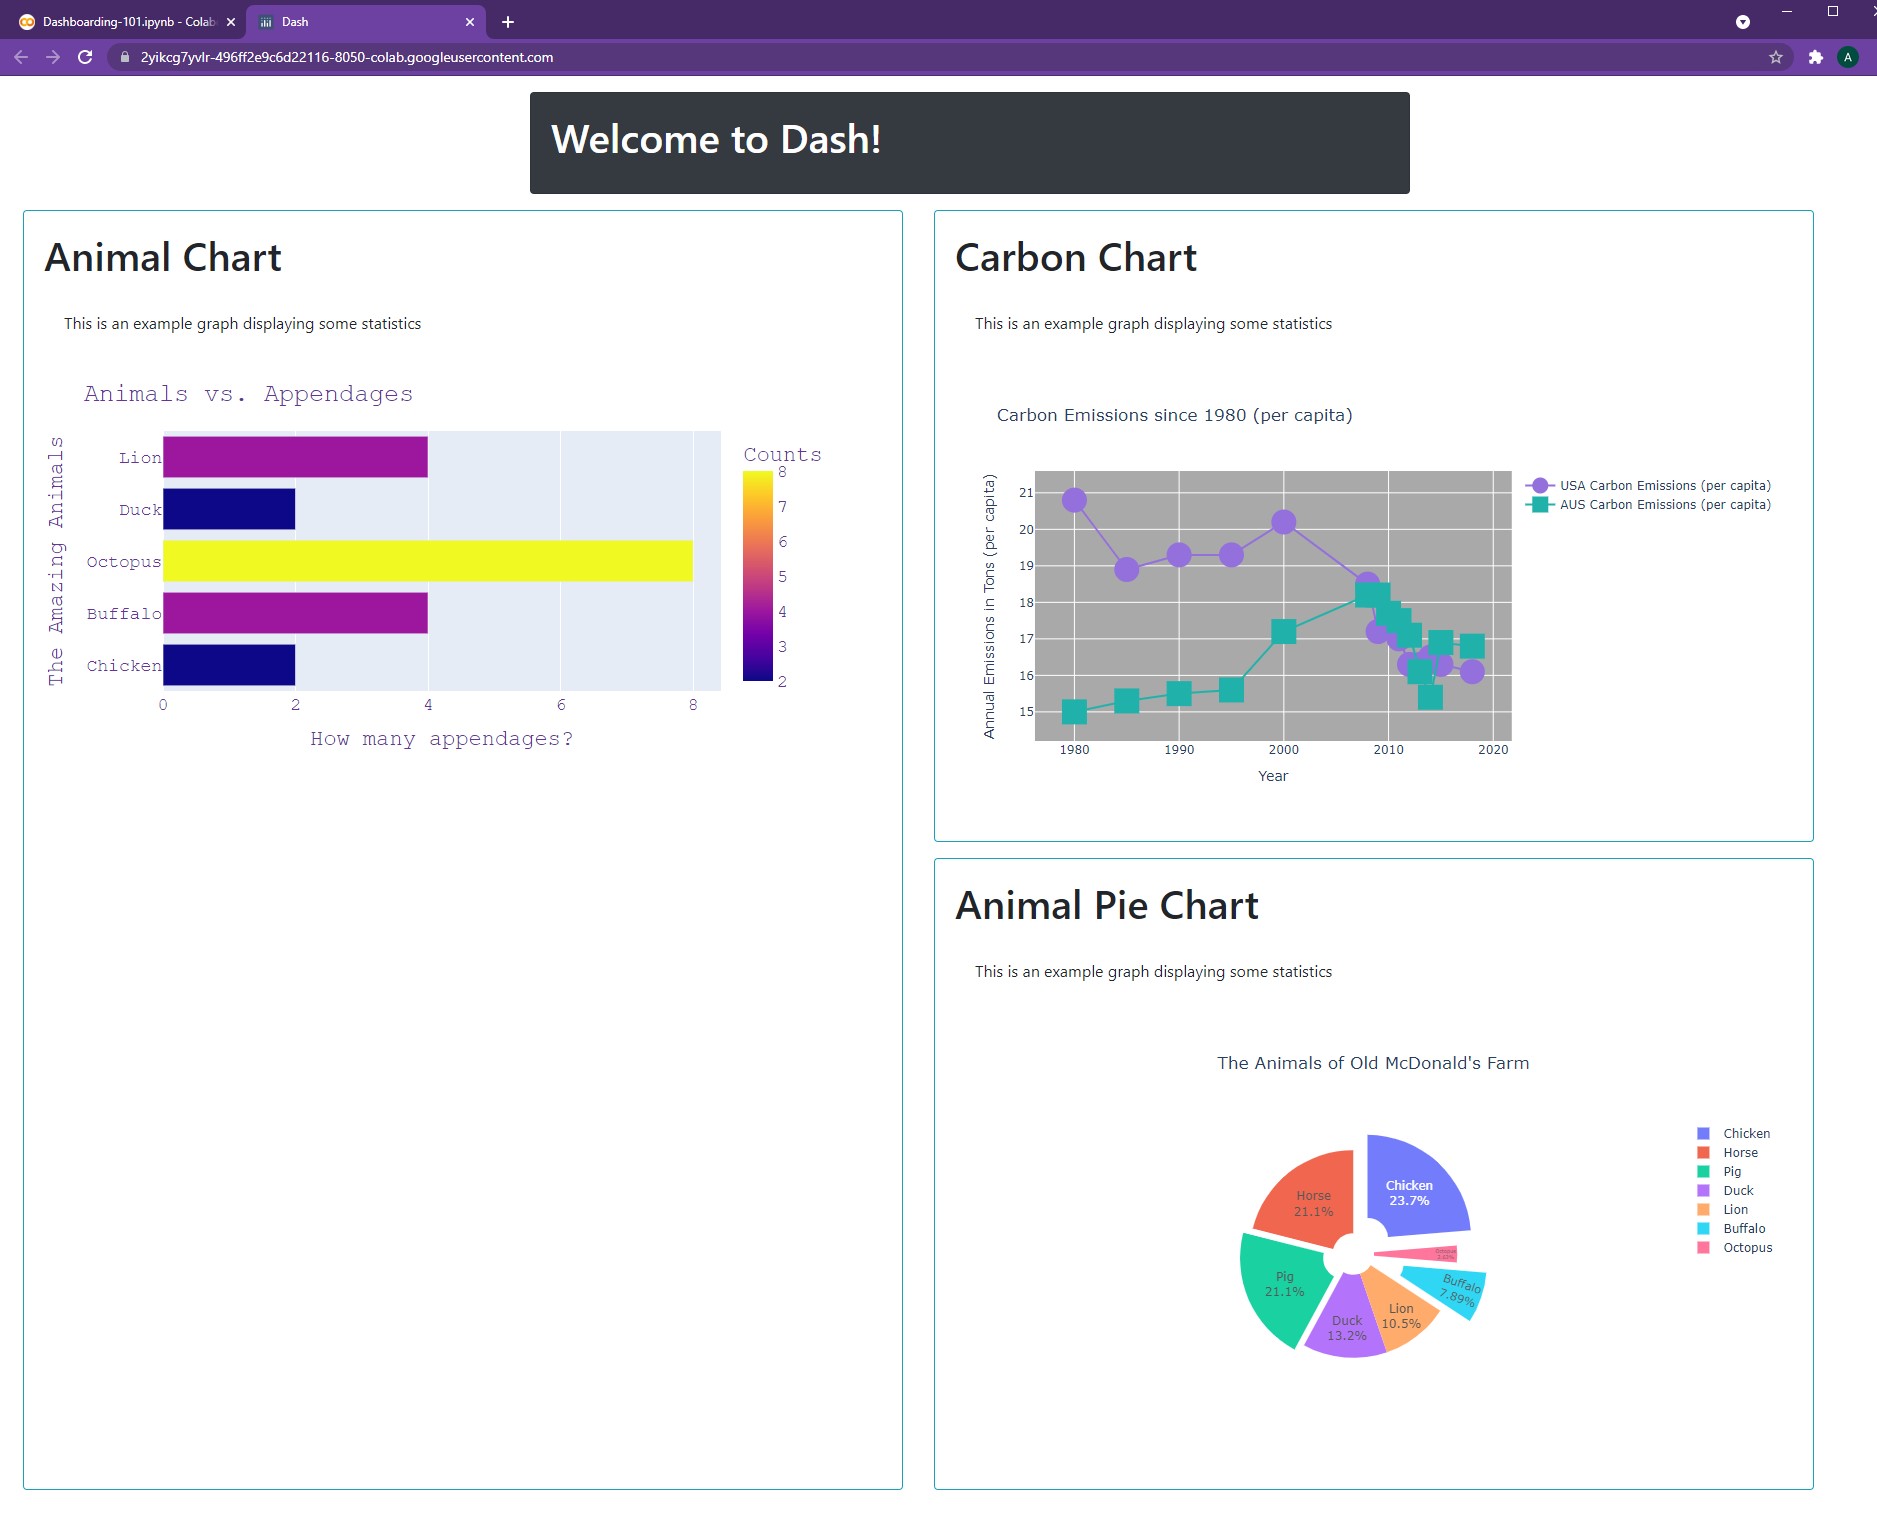 Dashboarding-101.ipynb - Colab
Dash
2yikcg7yvlr-496ff2e9c6d22116-8050-colab.googleusercontent.com
A
Welcome to Dash!
Animal Chart
This is an example graph displaying some statistics
Animals vs. Appendages
The Amazing Animals
Lion
Duck
Octopus
Buffalo
Chicken
0 2 4 6 8
How many appendages?
Counts
8
7
6
5
4
3
2
Carbon Chart
This is an example graph displaying some statistics
Carbon Emissions since 1980 (per capita)
Annual Emissions in Tons (per capita)
21
20
19
18
17
16
15
1980 1990 2000 2010 2020
Year
USA Carbon Emissions (per capita)
AUS Carbon Emissions (per capita)
Animal Pie Chart
This is an example graph displaying some statistics
The Animals of Old McDonald's Farm
Chicken
23.7%
Horse
21.1%
Pig
21.1%
Duck
13.2%
Lion
10.5%
Buffalo
7.89%
Chicken
Horse
Pig
Duck
Lion
Buffalo
Octopus